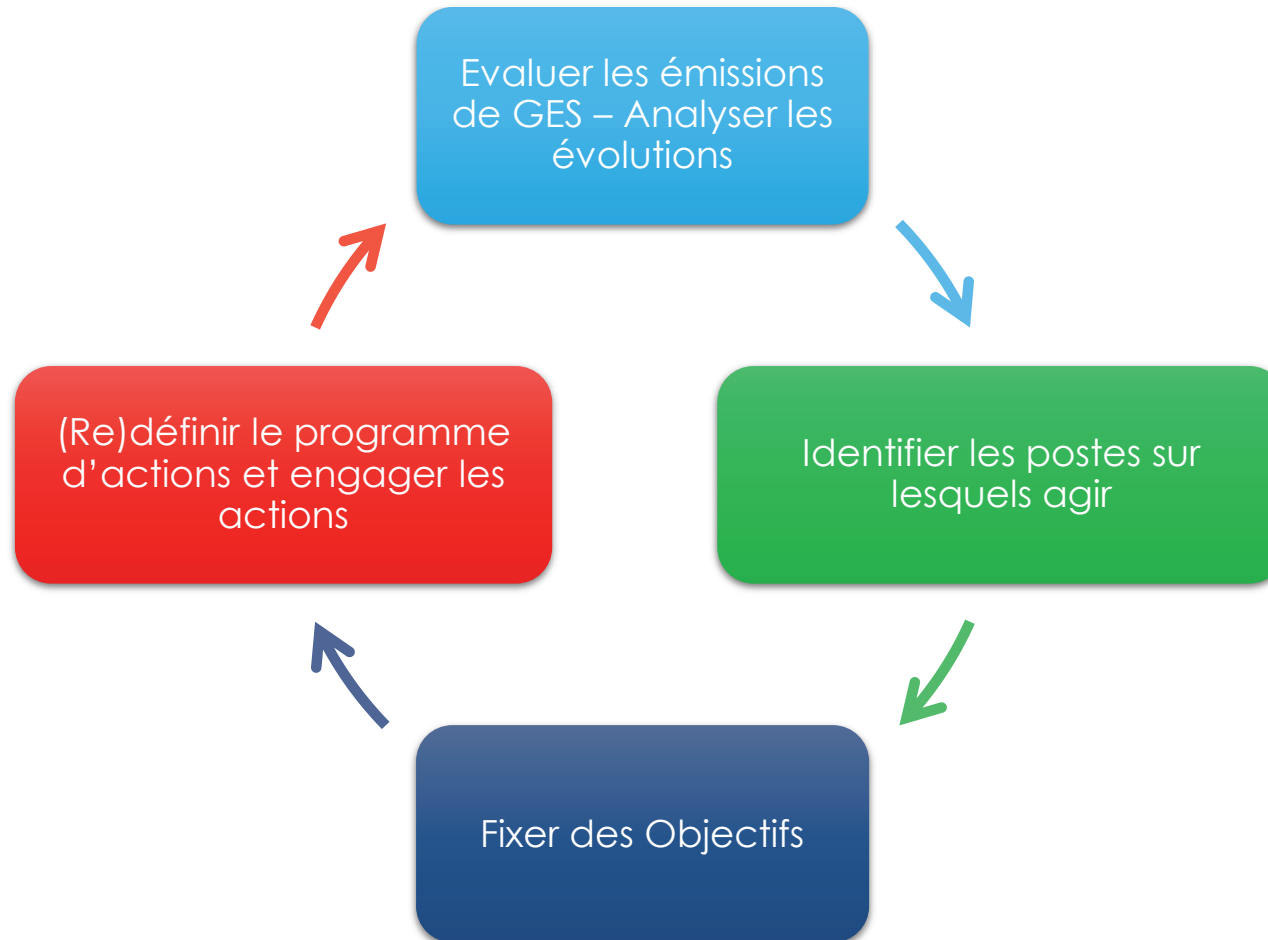 Evaluer les émissions
de GES – Analyser les
évolutions
(Re)définir le programme
d’actions et engager les
actions
Identifier les postes sur
lesquels agir
Fixer des Objectifs